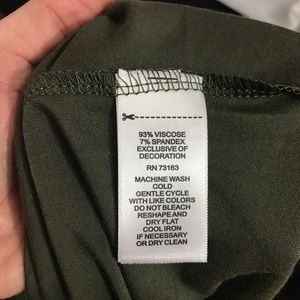 93% VISCOSE
7% SPANDEX
EXCLUSIVE OF
DECORATION
RN 73163
MACHINE WASH
COLD
GENTLE CYCLE
WITH LIKE COLORS
DO NOT BLEACH
RESHAPE AND
DRY FLAT
COOL IRON
IF NECESSARY
OR DRY CLEAN